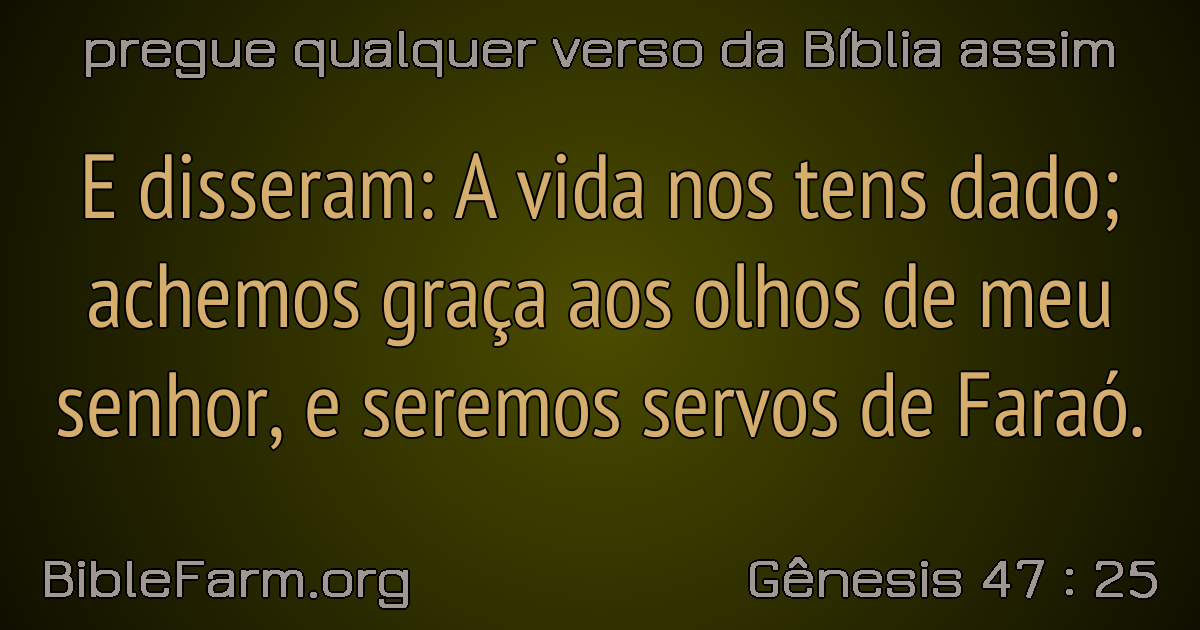 pregue qualquer verso da Bíblia assim
E disseram: A vida nos tens dado;
achemos graça aos olhos de meu
senhor, e seremos servos de Faraó.
BibleFarm.org
Gênesis 47 : 25